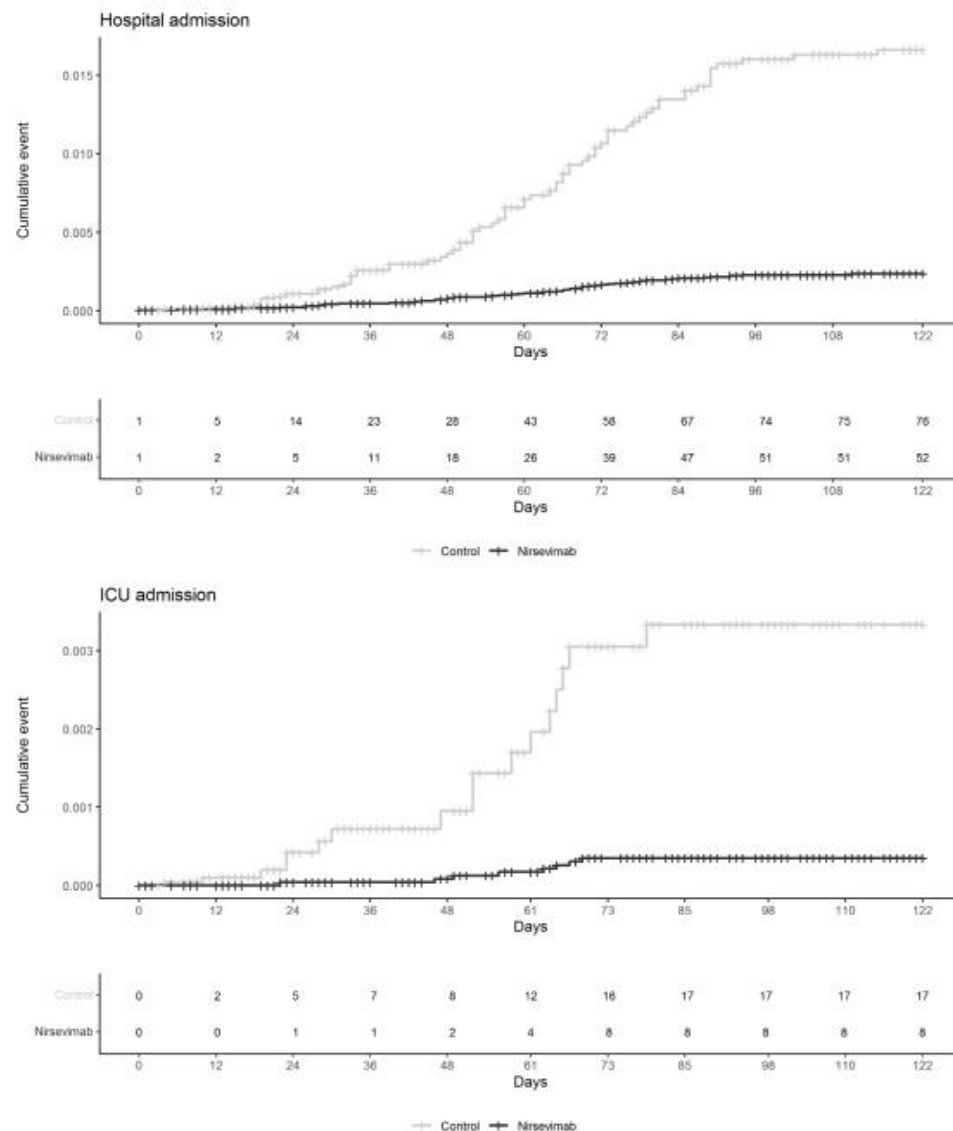 Hospital admission
Cumulative event
0.015
0.010
0.005
0.000
0 12 24 36 48 60 72 84 96 108 122
Days
Control 1 5 14 23 28 43 58 67 74 75 76
Nirsevimab 1 2 5 11 18 26 39 47 51 51 52
0 12 24 36 48 60 72 84 96 108 122
Days
Control Nirsevimab
ICU admission
Cumulative event
0.003
0.002
0.001
0.000
0 12 24 36 48 61 73 85 98 110 122
Days
Control 0 2 5 7 8 12 16 17 17 17 17
Nirsevimab 0 0 1 1 2 4 8 8 8 8 8
0 12 24 36 48 61 73 85 98 110 122
Days
Control Nirsevimab